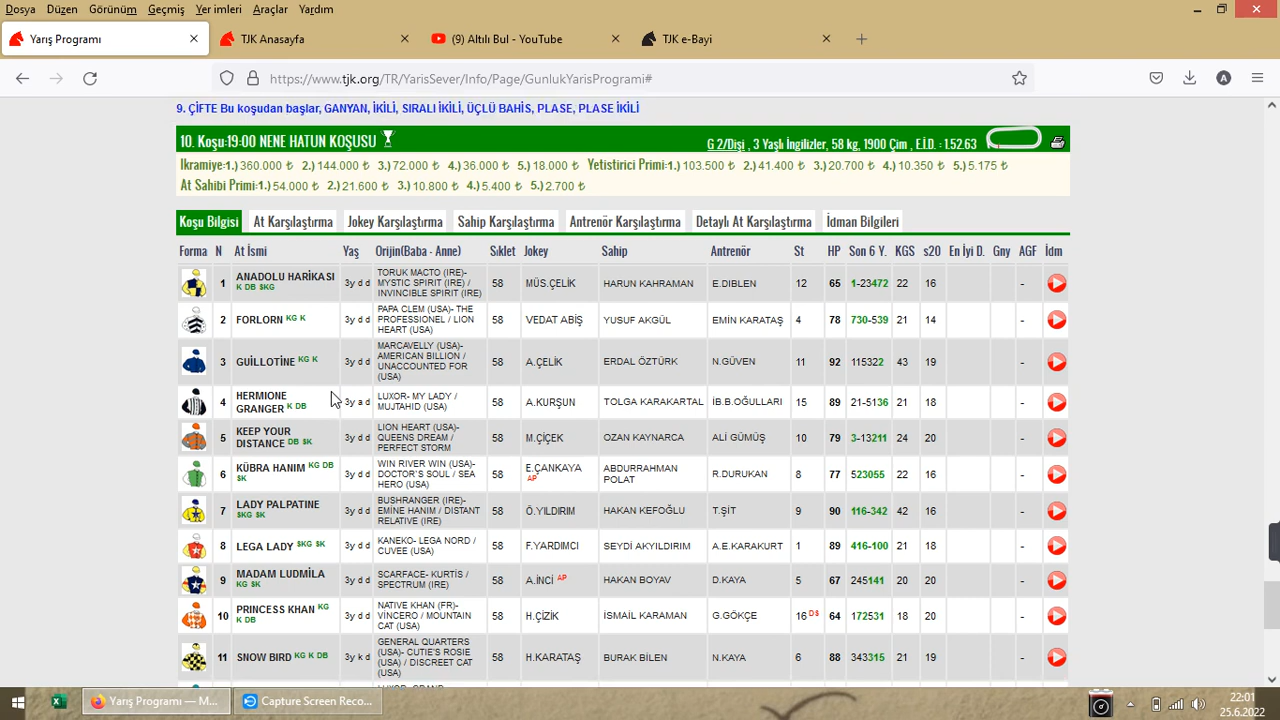 Dosya Düzen Görünüm Geçmiş Yer imleri Araçlar Yardım
Yarış Programı
TJK Anasayfa
(9) Altılı Bul - YouTube
TJK e-Bayi
https://www.tjk.org/TR/YarisSever/Info/Page/GunlukYarisProgrami#
9. ÇİFTE Bu koşudan başlar, GANYAN, İKİLİ, SIRALI İKİLİ, ÜÇLÜ BAHİS, PLASE, PLASE İKİLİ
10. Koşu:19:00 NENE HATUN KOŞUSU G 2/Dişi , 3 Yaşlı İngilizler, 58 kg, 1900 Çim , E.İ.D. : 1.52.63
Ikramiye:1.) 360.000 ₺ 2.) 144.000 ₺ 3.) 72.000 ₺ 4.) 36.000 ₺ 5.) 18.000 ₺ Yetistirici Primi:1.) 103.500 ₺ 2.) 41.400 ₺ 3.) 20.700 ₺ 4.) 10.350 ₺ 5.) 5.175 ₺
At Sahibi Primi:1.) 54.000 ₺ 2.) 21.600 ₺ 3.) 10.800 ₺ 4.) 5.400 ₺ 5.) 2.700 ₺
Koşu Bilgisi At Karşılaştırma Jokey Karşılaştırma Sahip Karşılaştırma Antrenör Karşılaştırma Detaylı At Karşılaştırma İdman Bilgileri
Forma N At İsmi Yaş Orijin(Baba - Anne) Sıklet Jokey Sahip Antrenör St HP Son 6 Y. KGS s20 En İyi D. Gny AGF İdm
1 ANADOLU HARİKASI K DB SKG 3y d d TORUK MACTO (IRE)- MYSTIC SPIRIT (IRE) / INVINCIBLE SPIRIT (IRE) 58 MÜS.ÇELİK HARUN KAHRAMAN E.DIBLEN 12 65 1-23472 22 16 -
2 FORLORN KG K 3y d d PAPA CLEM (USA)- THE PROFESSIONEL / LION HEART (USA) 58 VEDAT ABİŞ YUSUF AKGÜL EMİN KARATAŞ 4 78 730-539 21 14 -
3 GUILLOTİNE KG K 3y d d MARCAVELLY (USA)- AMERICAN BILLION / UNACCOUNTED FOR (USA) 58 A.ÇELİK ERDAL ÖZTÜRK N.GÜVEN 11 92 115322 43 19 -
4 HERMIONE GRANGER K DB 3y a d LUXOR- MY LADY / MUJTAHID (USA) 58 A.KURŞUN TOLGA KARAKARTAL İB.B.OĞULLARI 15 89 21-5136 21 18 -
5 KEEP YOUR DISTANCE DB SK 3y d d LION HEART (USA)- QUEENS DREAM / PERFECT STORM 58 M.ÇİÇEK OZAN KAYNARCA ALİ GÜMÜŞ 10 79 3-13211 24 20 -
6 KÜBRA HANIM KG DB SK 3y d d WIN RIVER WIN (USA)- DOCTOR'S SOUL / SEA HERO (USA) 58 E.ÇANKAYA AP ABDURRAHMAN POLAT R.DURUKAN 8 77 523055 22 16 -
7 LADY PALPATINE SKG SK 3y d d BUSHRANGER (IRE)- EMİNE HANIM / DISTANT RELATIVE (IRE) 58 Ö.YILDIRIM HAKAN KEFOĞLU T.ŞİT 9 90 116-342 42 16 -
8 LEGA LADY SKG SK 3y d d KANEKO- LEGA NORD / CUVEE (USA) 58 F.YARDIMCI SEYDİ AKYILDIRIM A.E.KARAKURT 1 89 416-100 21 18 -
9 MADAM LUDMİLA KG SK 3y d d SCARFACE- KURTİS / SPECTRUM (IRE) 58 A.İNCİ AP HAKAN BOYAV D.KAYA 5 67 245141 20 20 -
10 PRINCESS KHAN KG K DB 3y d d NATIVE KHAN (FR)- VİNCERO / MOUNTAIN CAT (USA) 58 H.ÇİZİK İSMAİL KARAMAN G.GÖKÇE 16 DS 64 172531 18 20 -
11 SNOW BIRD KG K DB 3y k d GENERAL QUARTERS (USA)- CUTIE'S ROSIE (USA) / DISCREET CAT (USA) 58 H.KARATAŞ BURAK BİLEN N.KAYA 6 88 343315 21 19 -
Yarış Programı — M...
Capture Screen Reco...
22:01
25.6.2022